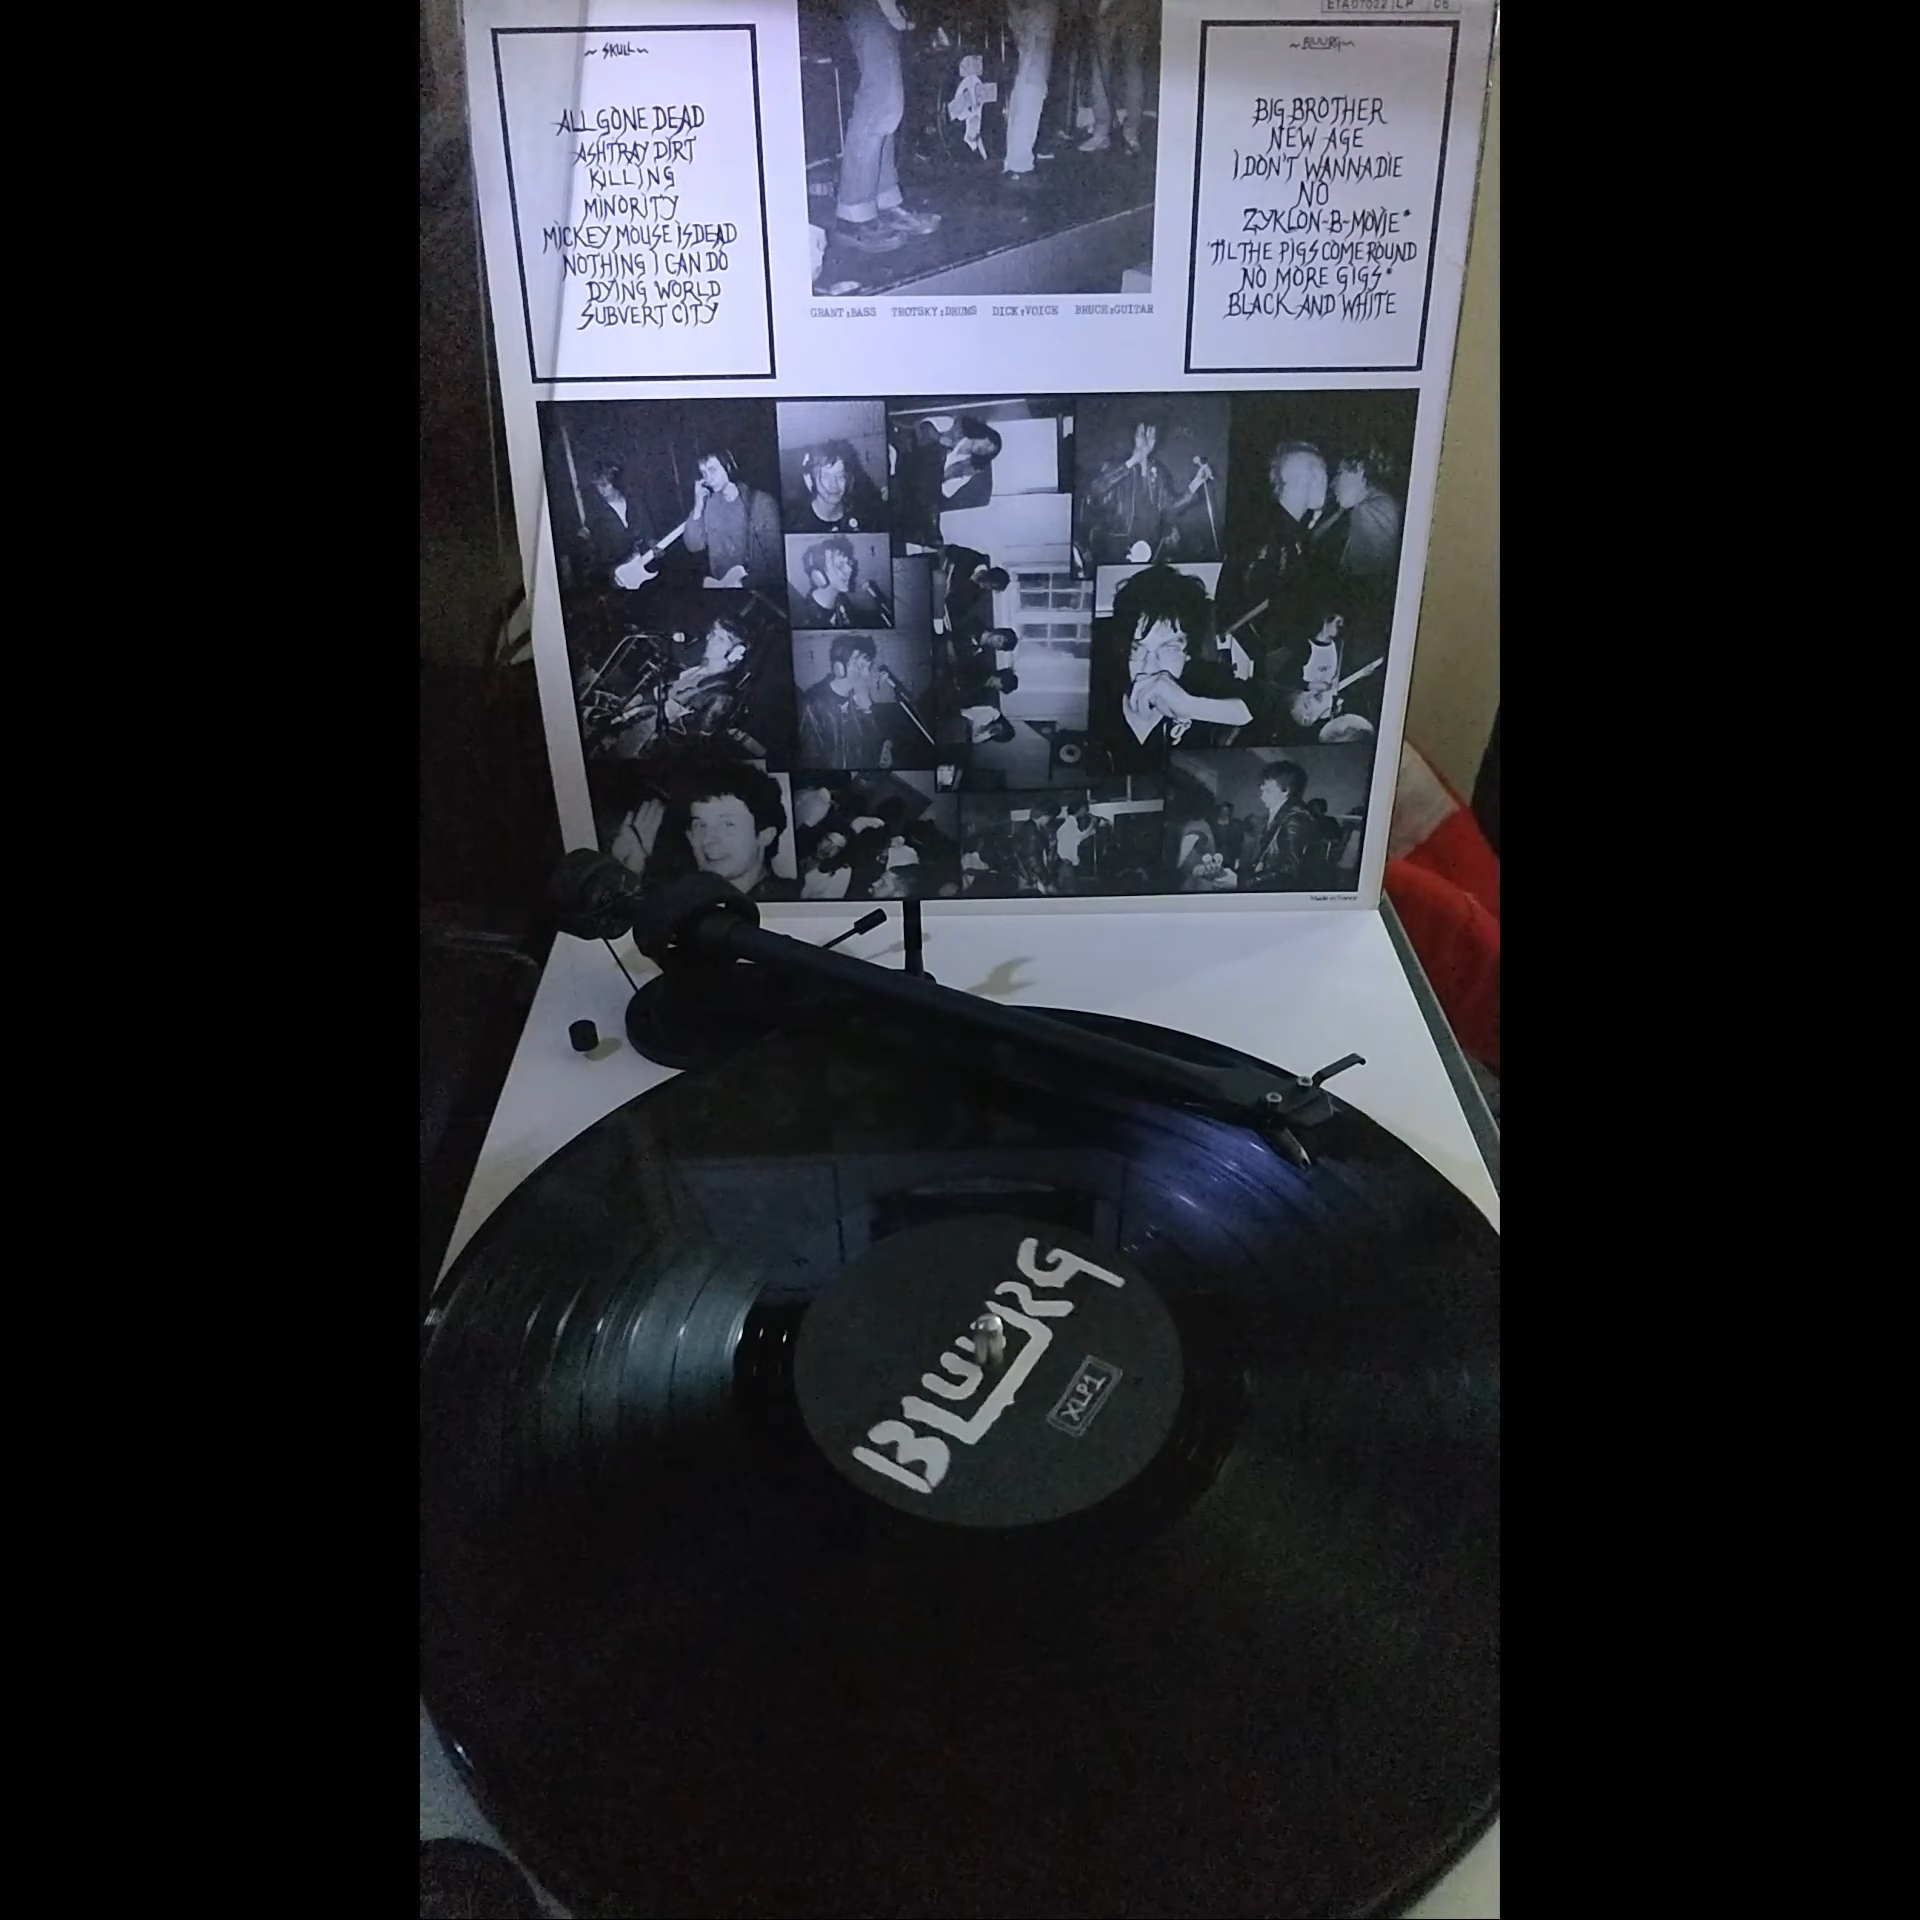 ETA07022 LP 06
~ SKULL ~
ALL GONE DEAD
ASHTRAY DIRT
KILLING
MINORITY
MICKEY MOUSE IS DEAD
NOTHING I CAN DO
DYING WORLD
SUBVERT CITY
GRANT:BASS TROTSKY:DRUMS DICK:VOICE BRUCE:GUITAR
~ BLUURG ~
BIG BROTHER
NEW AGE
I DON'T WANNA DIE
NO
ZYKLON-B-MOVIE*
'TIL THE PIGS COME ROUND
NO MORE GIGS*
BLACK AND WHITE
Made in France
BLUURG
XLP1